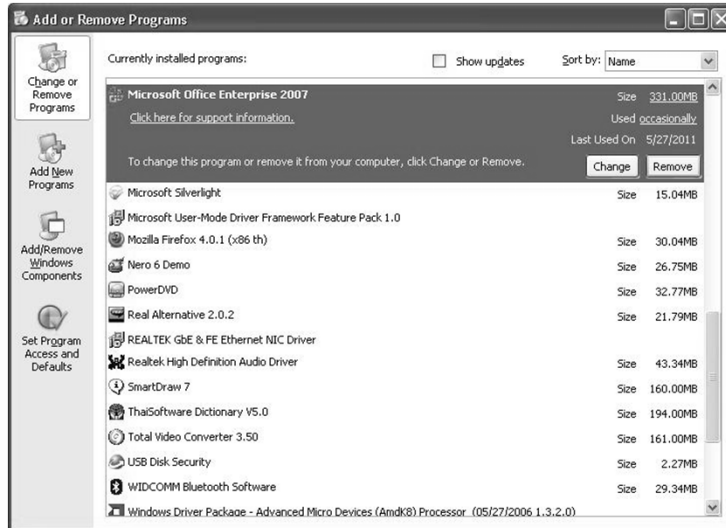 Add or Remove Programs
Change or
Remove
Programs
Add New
Programs
Add/Remove
Windows
Components
Set Program
Access and
Defaults
Currently installed programs:
Show updates
Sort by: Name
Microsoft Office Enterprise 2007 Size 331.00MB
Click here for support information. Used occasionally
Last Used On 5/27/2011
To change this program or remove it from your computer, click Change or Remove. Change Remove
Microsoft Silverlight Size 15.04MB
Microsoft User-Mode Driver Framework Feature Pack 1.0
Mozilla Firefox 4.0.1 (x86 th) Size 30.04MB
Nero 6 Demo Size 26.75MB
PowerDVD Size 32.77MB
Real Alternative 2.0.2 Size 21.79MB
REALTEK GbE & FE Ethernet NIC Driver
Realtek High Definition Audio Driver Size 43.34MB
SmartDraw 7 Size 160.00MB
ThaiSoftware Dictionary V5.0 Size 194.00MB
Total Video Converter 3.50 Size 161.00MB
USB Disk Security Size 2.27MB
WIDCOMM Bluetooth Software Size 29.34MB
Windows Driver Package - Advanced Micro Devices (AmdK8) Processor (05/27/2006 1.3.2.0)